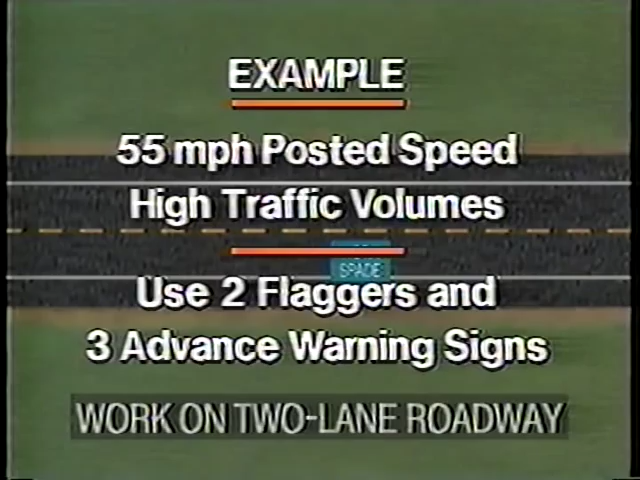 EXAMPLE
55 mph Posted Speed
High Traffic Volumes
SPADE
Use 2 Flaggers and
3 Advance Warning Signs
WORK ON TWO-LANE ROADWAY